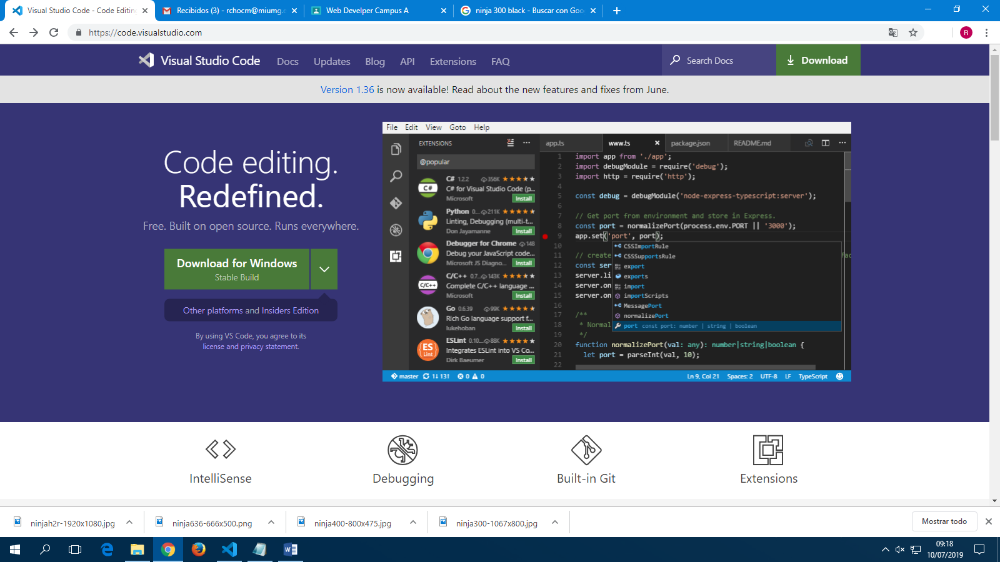 Visual Studio Code - Code Editin
Recibidos (3) - rchocm@miumg.e
Web Develper Campus A
ninja 300 black - Buscar con Goo
https://code.visualstudio.com
R
Visual Studio Code
Docs
Updates
Blog
API
Extensions
FAQ
Search Docs
Download
Version 1.36 is now available! Read about the new features and fixes from June.
Code editing.
Redefined.
Free. Built on open source. Runs everywhere.
Download for Windows
Stable Build
Other platforms and Insiders Edition
By using VS Code, you agree to its
license and privacy statement.
File Edit View Goto Help
EXTENSIONS
@popular
C# 1.2.2 356K
C# for Visual Studio Code (p...
Microsoft Install
Python 0... 211K
Linting, Debugging (multi-t...
Don Jayamanne Install
Debugger for Chrome 148
Debug your JavaScript code...
Microsoft JS Diagno... Install
C/C++ 0.7... 143K
Complete C/C++ language ...
Microsoft Install
Go 0.6.39 99K
Rich Go language support f...
lukehoban Install
ESLint 0.10... 88K
Integrates ESLint into VS Co...
Dirk Baeumer Install
C#
C/C++
ES
Lint
app.ts www.ts package.json README.md
1 import app from './app';
2 import debugModule = require('debug');
3 import http = require('http');
4
5 const debug = debugModule('node-express-typescript:server');
6
7 // Get port from environment and store in Express.
8 const port = normalizePort(process.env.PORT || '3000');
9 app.set('port', port);
10
11 // create
12 const ser
13 server.li
14 server.on
15 server.on
16
17 /**
18 * Normal
19 */
20 function normalizePort(val: any): number|string|boolean {
21 let port = parseInt(val, 10);
22
CSSImportRule
CSSSupportsRule
export
exports
import
importScripts
MessagePort
normalizePort
port const port: number | string | boolean
Fac
master 1↓ 13↑ 0 0
Ln 9, Col 21 Spaces: 2 UTF-8 LF TypeScript
IntelliSense
Debugging
Built-in Git
Extensions
ninjah2r-1920x1080.jpg
ninja636-666x500.png
ninja400-800x475.jpg
ninja300-1067x800.jpg
Mostrar todo
09:18
10/07/2019